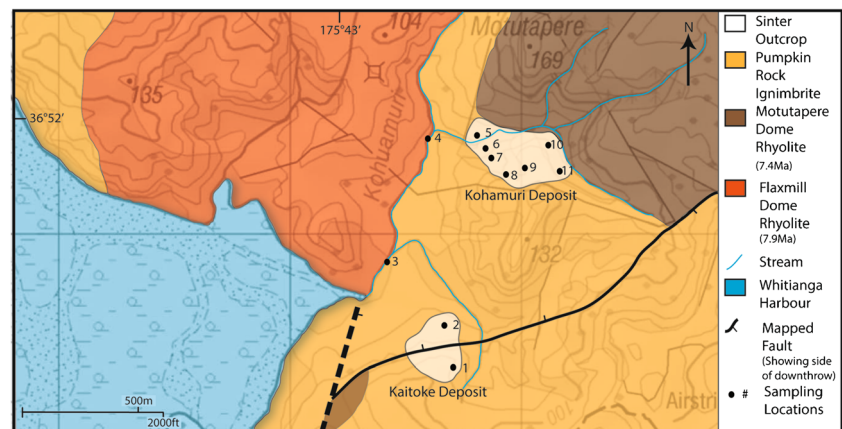 175°43'
104
Motutapere
169
135
36°52'
Kohuamuri
4
5
6
7
8
9
10
11
Kohamuri Deposit
132
3
2
1
Kaitoke Deposit
Airstri
100
500m
2000ft
N
Sinter
Outcrop
Pumpkin
Rock
Ignimbrite
Motutapere
Dome
Rhyolite
(7.4Ma)
Flaxmill
Dome
Rhyolite
(7.9Ma)
Stream
Whitianga
Harbour
Mapped
Fault
(Showing side
of downthrow)
# Sampling
Locations